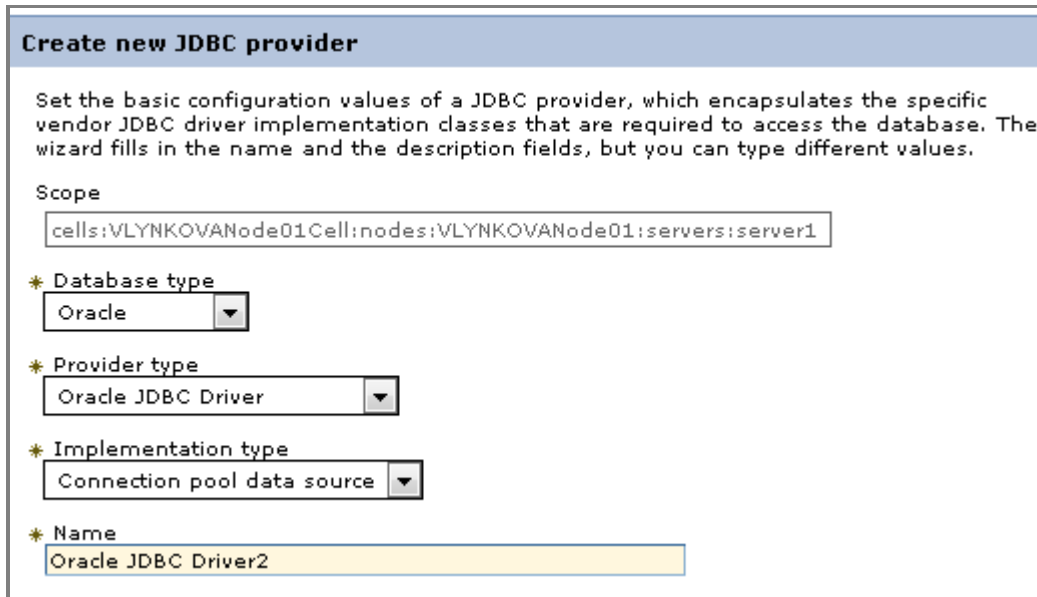 Create new JDBC provider
Set the basic configuration values of a JDBC provider, which encapsulates the specific
vendor JDBC driver implementation classes that are required to access the database. The
wizard fills in the name and the description fields, but you can type different values.
Scope
cells:VLYNKOVANode01Cell:nodes:VLYNKOVANode01:servers:server1
* Database type
Oracle
* Provider type
Oracle JDBC Driver
* Implementation type
Connection pool data source
* Name
Oracle JDBC Driver2